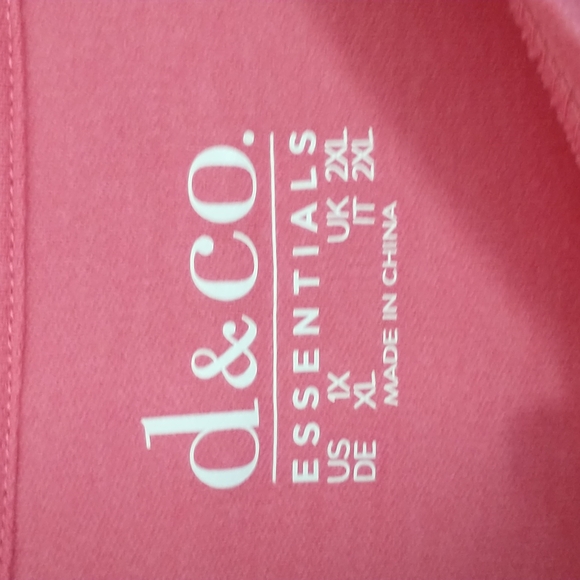 d&co.
ESSENTIALS
US 1X UK 2XL
DE XL IT 2XL
MADE IN CHINA